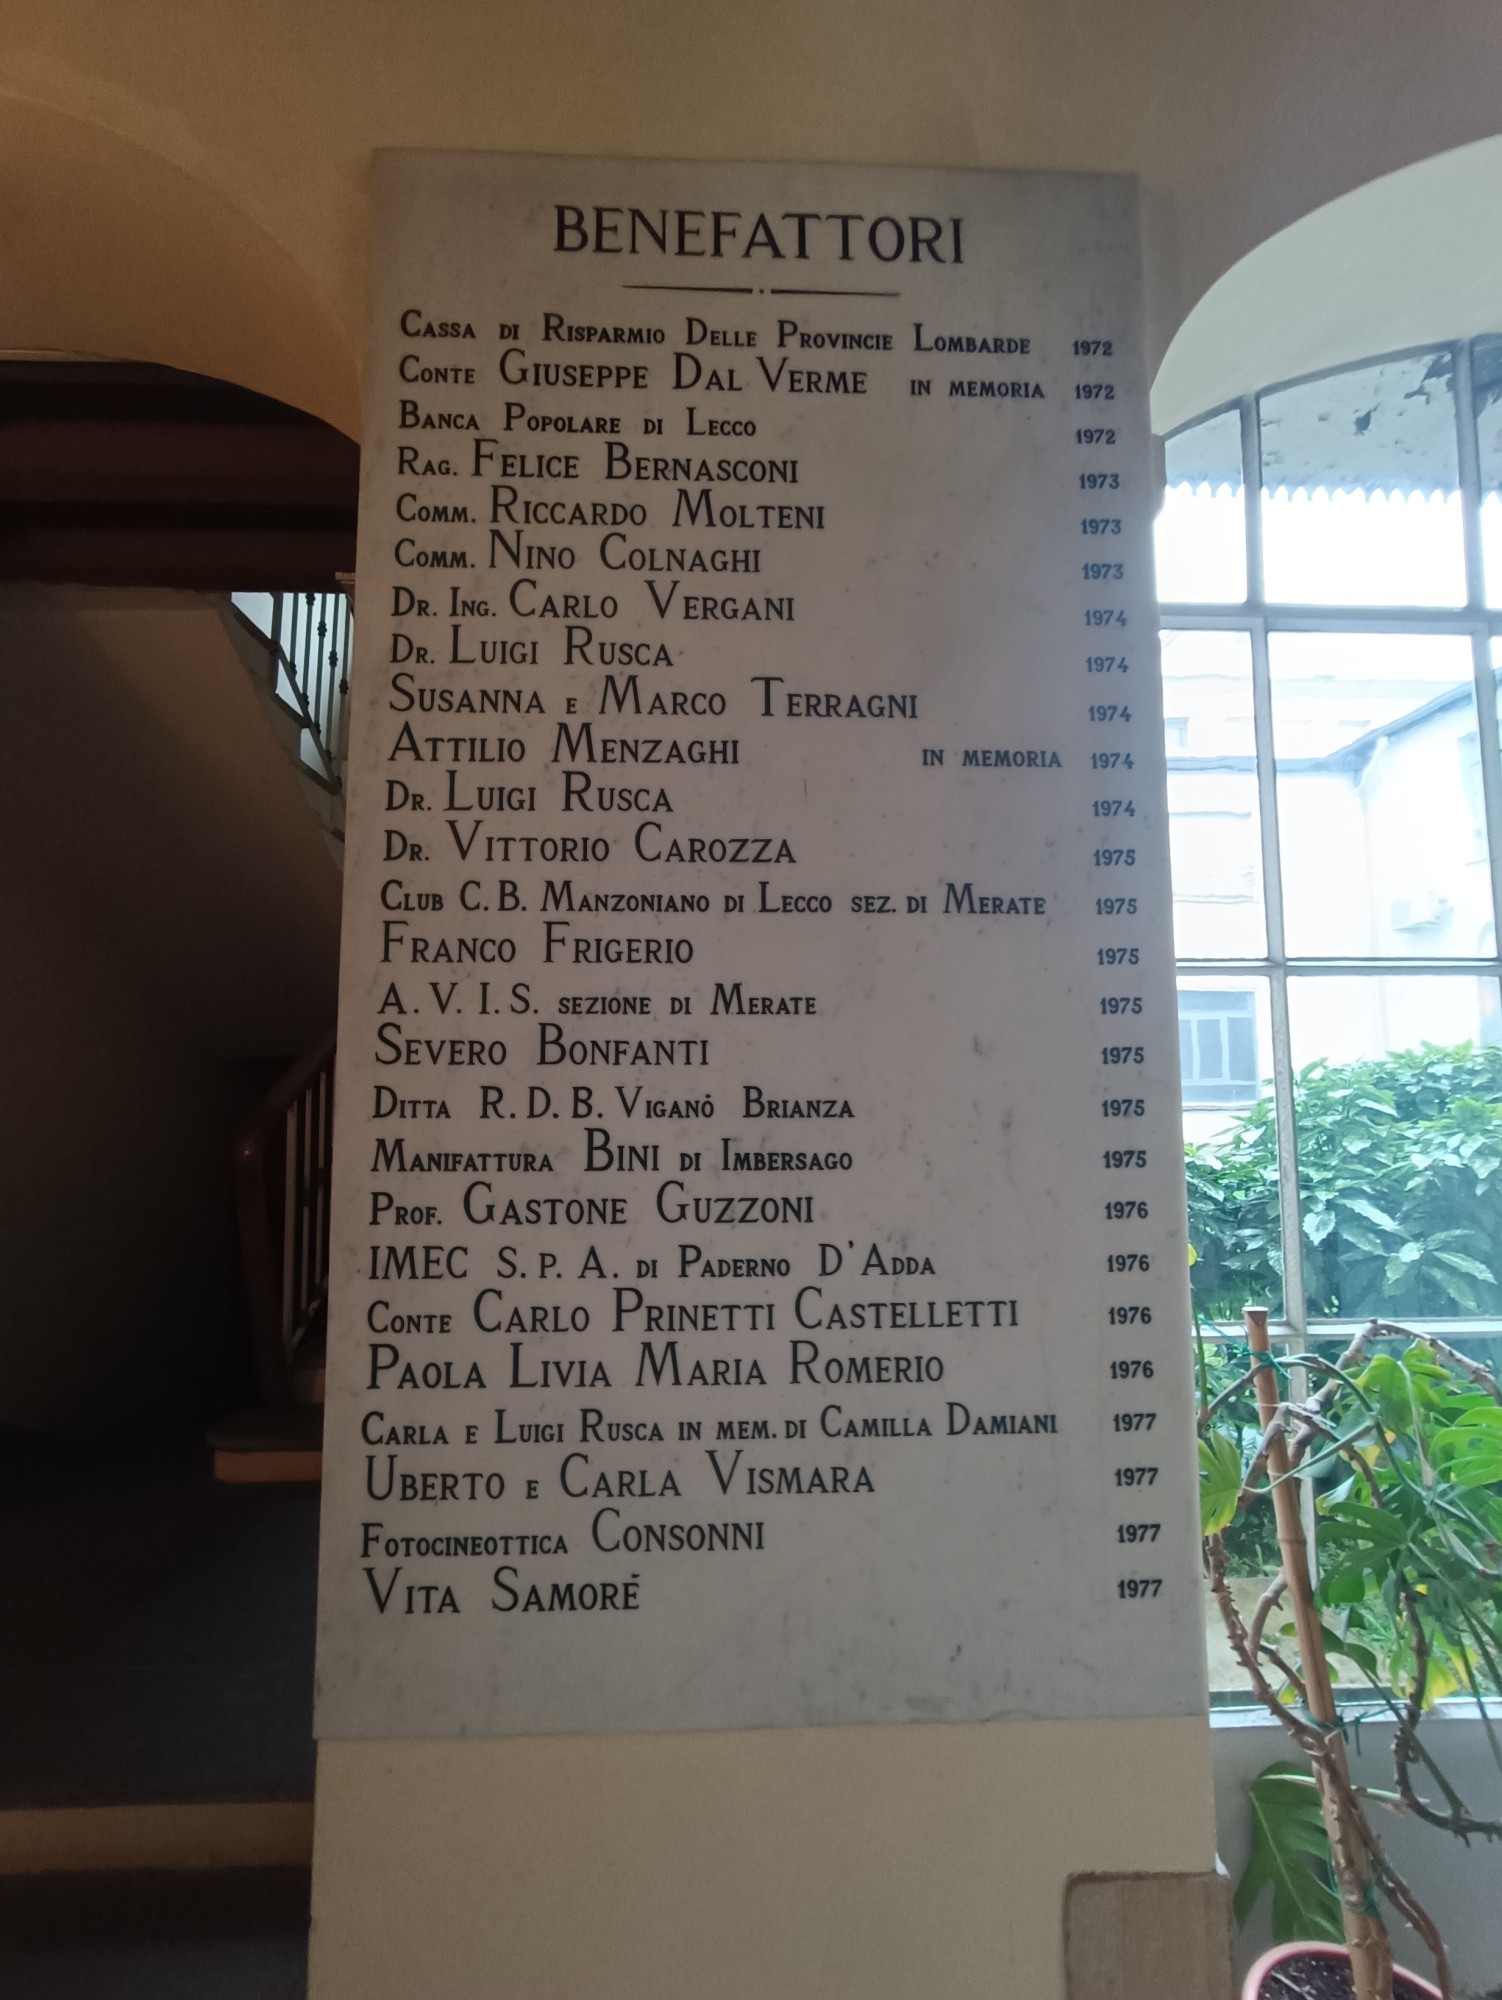 BENEFATTORI
CASSA DI RISPARMIO DELLE PROVINCIE LOMBARDE 1972
CONTE GIUSEPPE DAL VERME IN MEMORIA 1972
BANCA POPOLARE DI LECCO 1972
RAG. FELICE BERNASCONI 1973
COMM. RICCARDO MOLTENI 1973
COMM. NINO COLNAGHI 1973
DR. ING. CARLO VERGANI 1974
DR. LUIGI RUSCA 1974
SUSANNA E MARCO TERRAGNI 1974
ATTILIO MENZAGHI IN MEMORIA 1974
DR. LUIGI RUSCA 1974
DR. VITTORIO CAROZZA 1975
CLUB C.B. MANZONIANO DI LECCO SEZ. DI MERATE 1975
FRANCO FRIGERIO 1975
A.V.I.S. SEZIONE DI MERATE 1975
SEVERO BONFANTI 1975
DITTA R.D.B. VIGANÓ BRIANZA 1975
MANIFATTURA BINI DI IMBERSAGO 1975
PROF. GASTONE GUZZONI 1976
IMEC S.P.A. DI PADERNO D'ADDA 1976
CONTE CARLO PRINETTI CASTELLETTI 1976
PAOLA LIVIA MARIA ROMERIO 1976
CARLA E LUIGI RUSCA IN MEM. DI CAMILLA DAMIANI 1977
UBERTO E CARLA VISMARA 1977
FOTOCINEOTTICA CONSONNI 1977
VITA SAMORÉ 1977